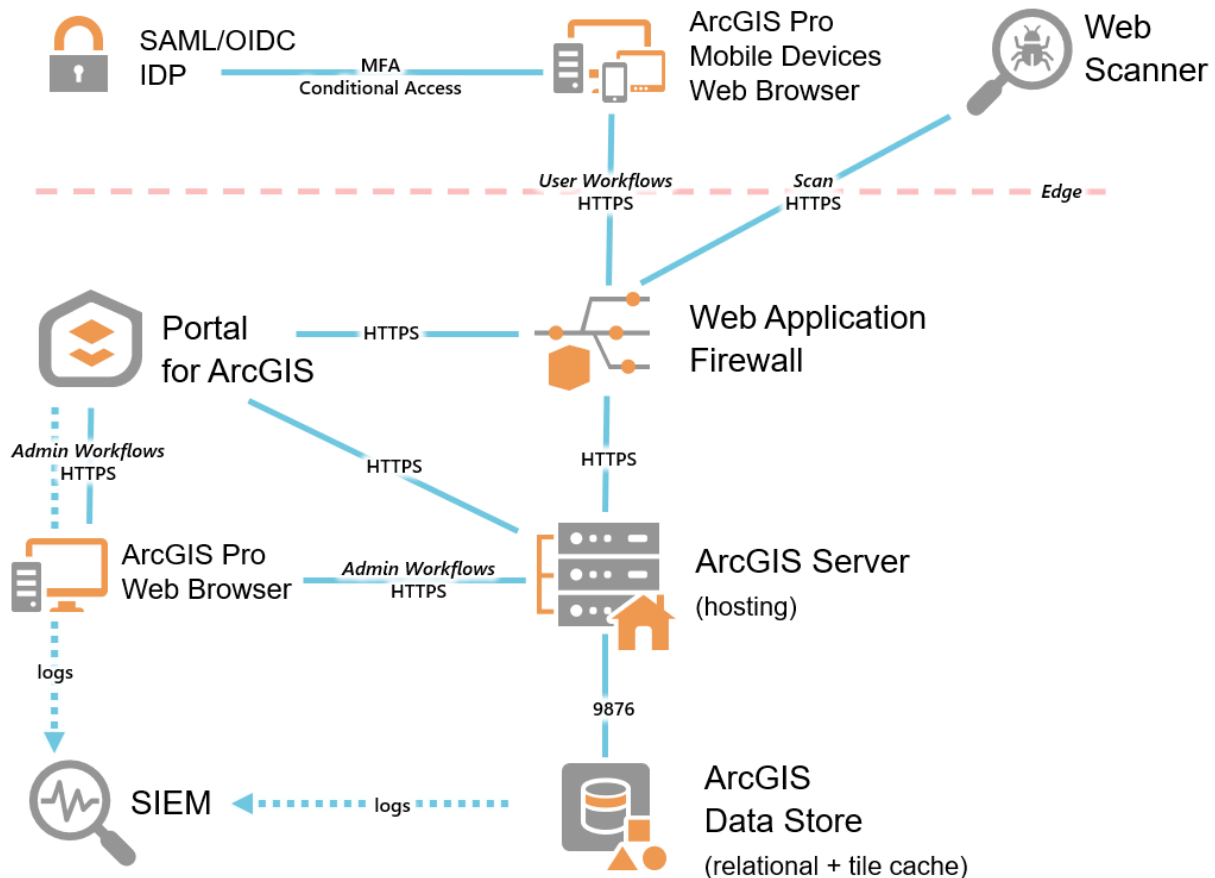 SAML/OIDC
IDP
MFA
Conditional Access
ArcGIS Pro
Mobile Devices
Web Browser
Web
Scanner
User Workflows
HTTPS
Scan
HTTPS
Edge
Portal
for ArcGIS
HTTPS
Web Application
Firewall
Admin Workflows
HTTPS
HTTPS
HTTPS
ArcGIS Pro
Web Browser
Admin Workflows
HTTPS
ArcGIS Server
(hosting)
logs
9876
SIEM
logs
ArcGIS
Data Store
(relational + tile cache)